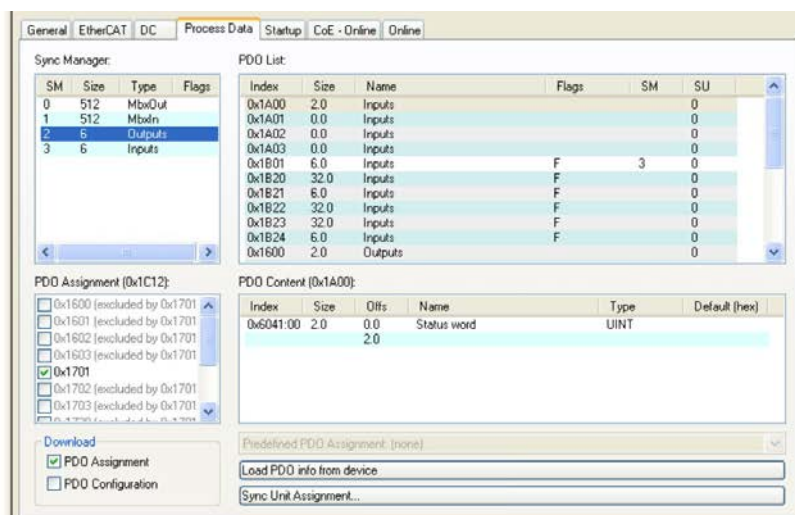 General EtherCAT DC Process Data Startup CoE - Online Online
Sync Manager:
SM Size Type Flags
0 512 MbxOut
1 512 MbxIn
2 6 Outputs
3 6 Inputs
PDO List:
Index Size Name Flags SM SU
0x1A00 2.0 Inputs 0
0x1A01 0.0 Inputs 0
0x1A02 0.0 Inputs 0
0x1A03 0.0 Inputs 0
0x1B01 6.0 Inputs F 3 0
0x1B20 32.0 Inputs F 0
0x1B21 6.0 Inputs F 0
0x1B22 32.0 Inputs F 0
0x1B23 32.0 Inputs F 0
0x1B24 6.0 Inputs F 0
0x1600 2.0 Outputs 0
PDO Assignment (0x1C12):
0x1600 (excluded by 0x1701
0x1601 (excluded by 0x1701
0x1602 (excluded by 0x1701
0x1603 (excluded by 0x1701
0x1701
0x1702 (excluded by 0x1701
0x1703 (excluded by 0x1701
PDO Content (0x1A00):
Index Size Offs Name Type Default (hex)
0x6041:00 2.0 0.0 Status word UINT
2.0
Download
PDO Assignment
PDO Configuration
Predefined PDO Assignment: (none)
Load PDO info from device
Sync Unit Assignment...